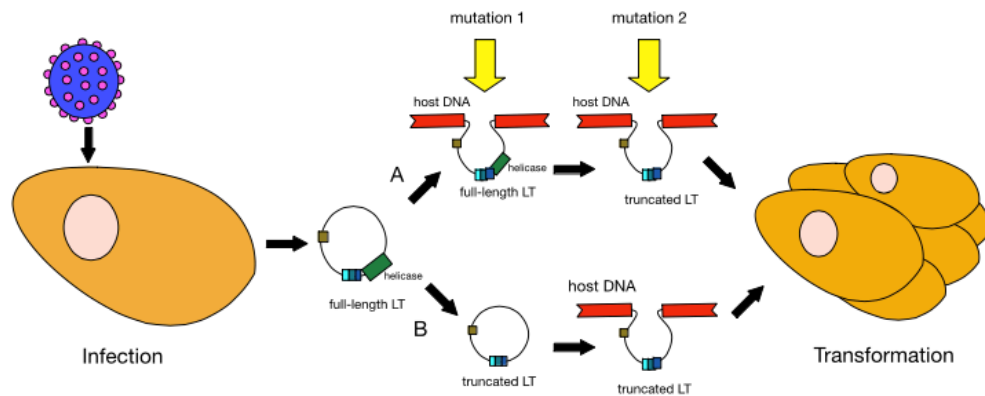 mutation 1
mutation 2
host DNA
host DNA
A
helicase
full-length LT
truncated LT
helicase
full-length LT
B
host DNA
truncated LT
truncated LT
Infection
Transformation